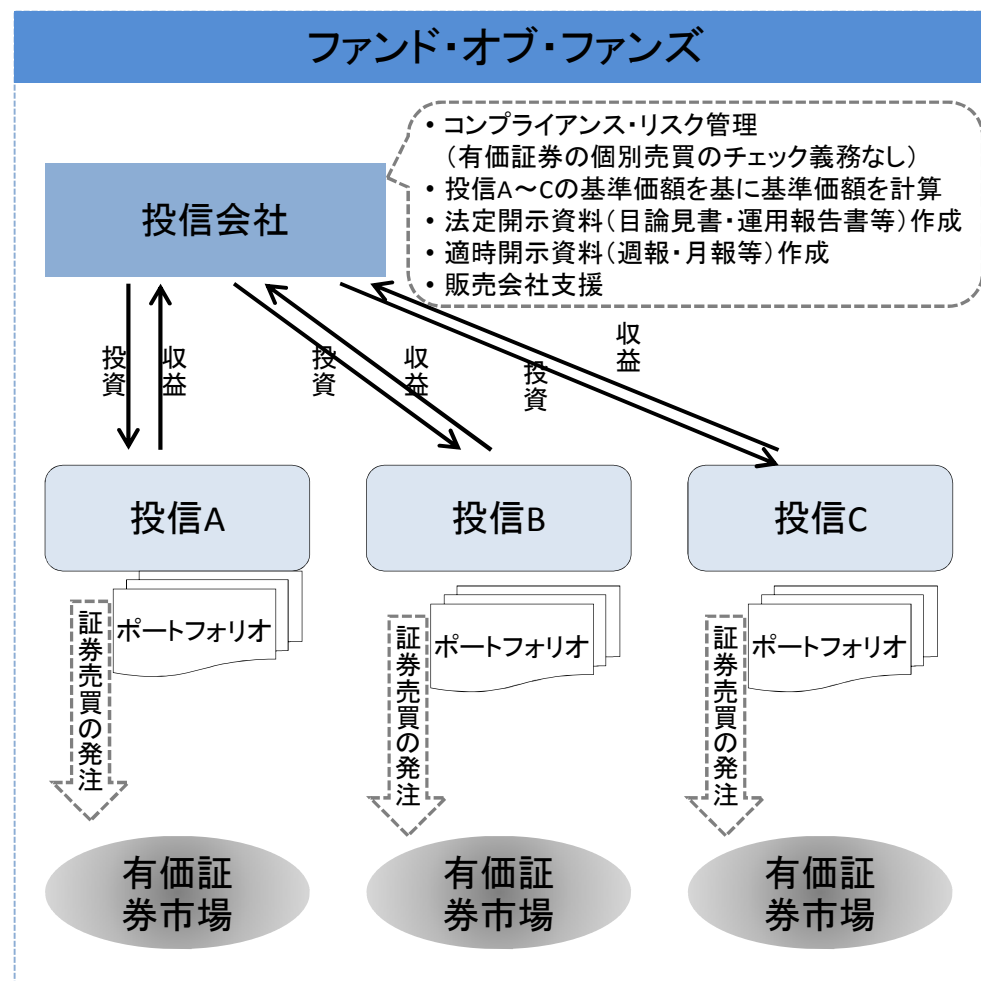 ファンド・オブ・ファンズ
• コンプライアンス・リスク管理
（有価証券の個別売買のチェック義務なし）
• 投信A～Cの基準価額を基に基準価額を計算
• 法定開示資料（目論見書・運用報告書等）作成
• 適時開示資料（週報・月報等）作成
• 販売会社支援
投信会社
投資
収益
投資
収益
投資
収益
投信A
投信B
投信C
ポートフォリオ
ポートフォリオ
ポートフォリオ
証券売買の発注
証券売買の発注
証券売買の発注
有価証
券市場
有価証
券市場
有価証
券市場